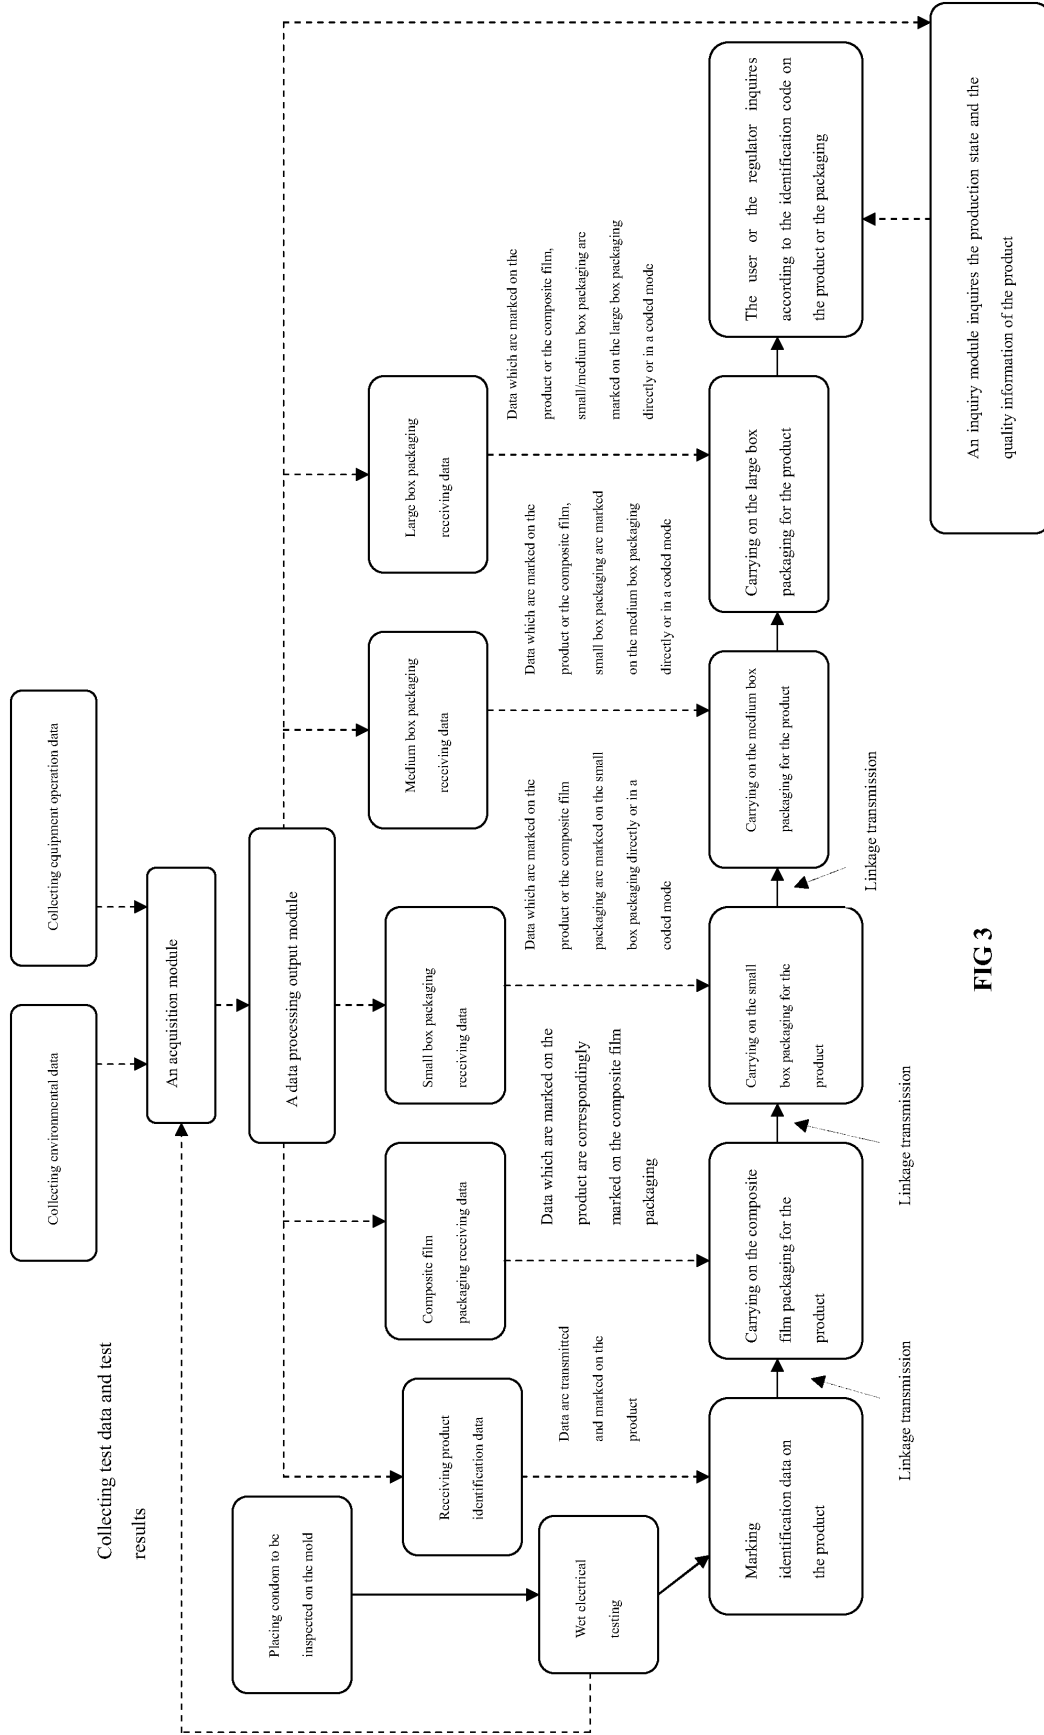 Collecting environmental data
Collecting equipment operation data
Collecting test data and test
results
An acquisition module
A data processing output module
Placing condom to be
inspected on the mold
Receiving product
identification data
Composite film
packaging receiving data
Small box packaging
receiving data
Medium box packaging
receiving data
Large box packaging
receiving data
Wet electrical
testing
Data are transmitted
and marked on the
product
Data which are marked on the
product are correspondingly
marked on the composite film
packaging
Data which are marked on the
product or the composite film
packaging are marked on the small
box packaging directly or in a
coded mode
Data which are marked on the
product or the composite film,
small box packaging are marked
on the medium box packaging
directly or in a coded mode
Data which are marked on the
product or the composite film,
small/medium box packaging are
marked on the large box packaging
directly or in a coded mode
Marking
identification data on
the product
Carrying on the composite
film packaging for the
product
Carrying on the small
box packaging for the
product
Carrying on the medium box
packaging for the product
Carrying on the large box
packaging for the product
The user or the regulator inquires
according to the identification code on
the product or the packaging
Linkage transmission
Linkage transmission
Linkage transmission
An inquiry module inquires the production state and the
quality information of the product
FIG 3